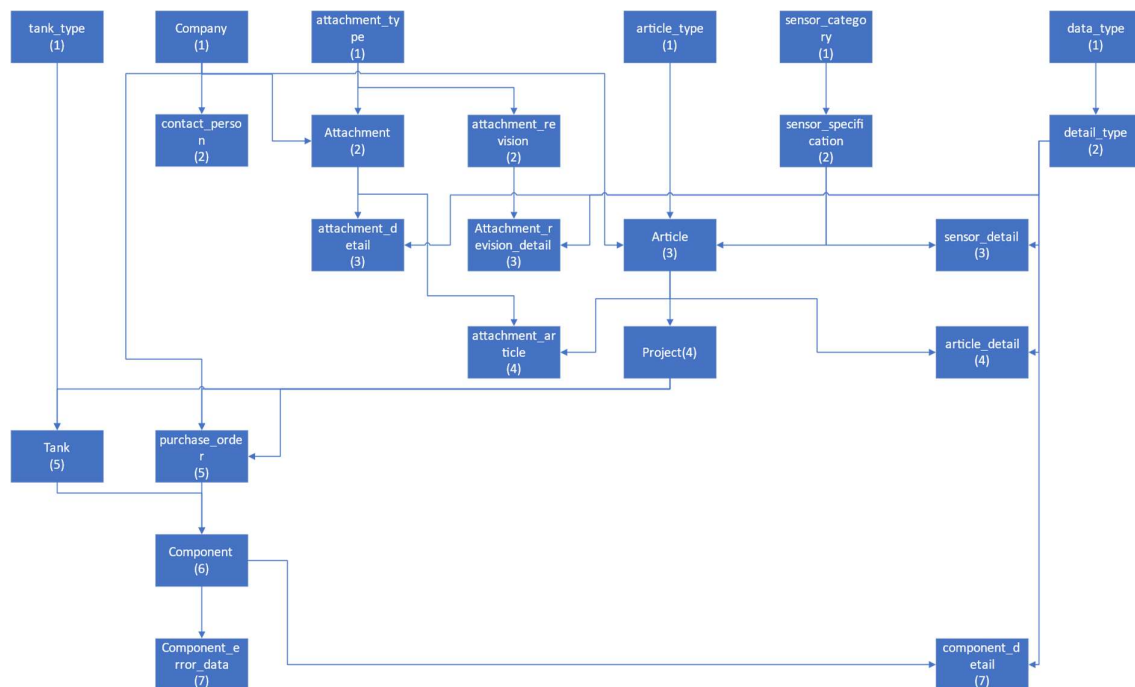 tank_type
(1)
Company
(1)
attachment_ty
pe
(1)
article_type
(1)
sensor_category
(1)
data_type
(1)
contact_perso
n
(2)
Attachment
(2)
attachment_re
vision
(2)
sensor_specifi
cation
(2)
detail_type
(2)
attachment_d
etail
(3)
Attachment_r
evision_detail
(3)
Article
(3)
sensor_detail
(3)
attachment_ar
ticle
(4)
Project(4)
article_detail
(4)
Tank
(5)
purchase_orde
r
(5)
Component
(6)
Component_e
rror_data
(7)
component_d
etail
(7)